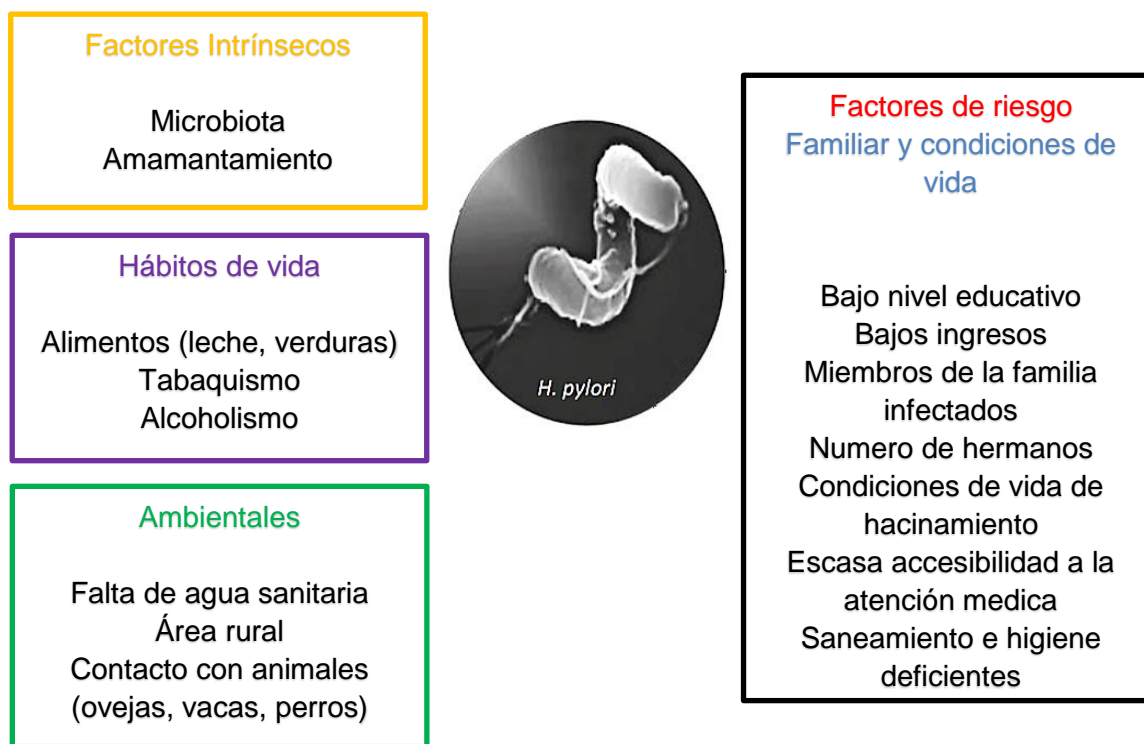 Factores Intrínsecos
Microbiota
Amamantamiento
Hábitos de vida
Alimentos (leche, verduras)
Tabaquismo
Alcoholismo
Ambientales
Falta de agua sanitaria
Área rural
Contacto con animales
(ovejas, vacas, perros)
H. pylori
Factores de riesgo
Familiar y condiciones de
vida
Bajo nivel educativo
Bajos ingresos
Miembros de la familia
infectados
Numero de hermanos
Condiciones de vida de
hacinamiento
Escasa accesibilidad a la
atención medica
Saneamiento e higiene
deficientes